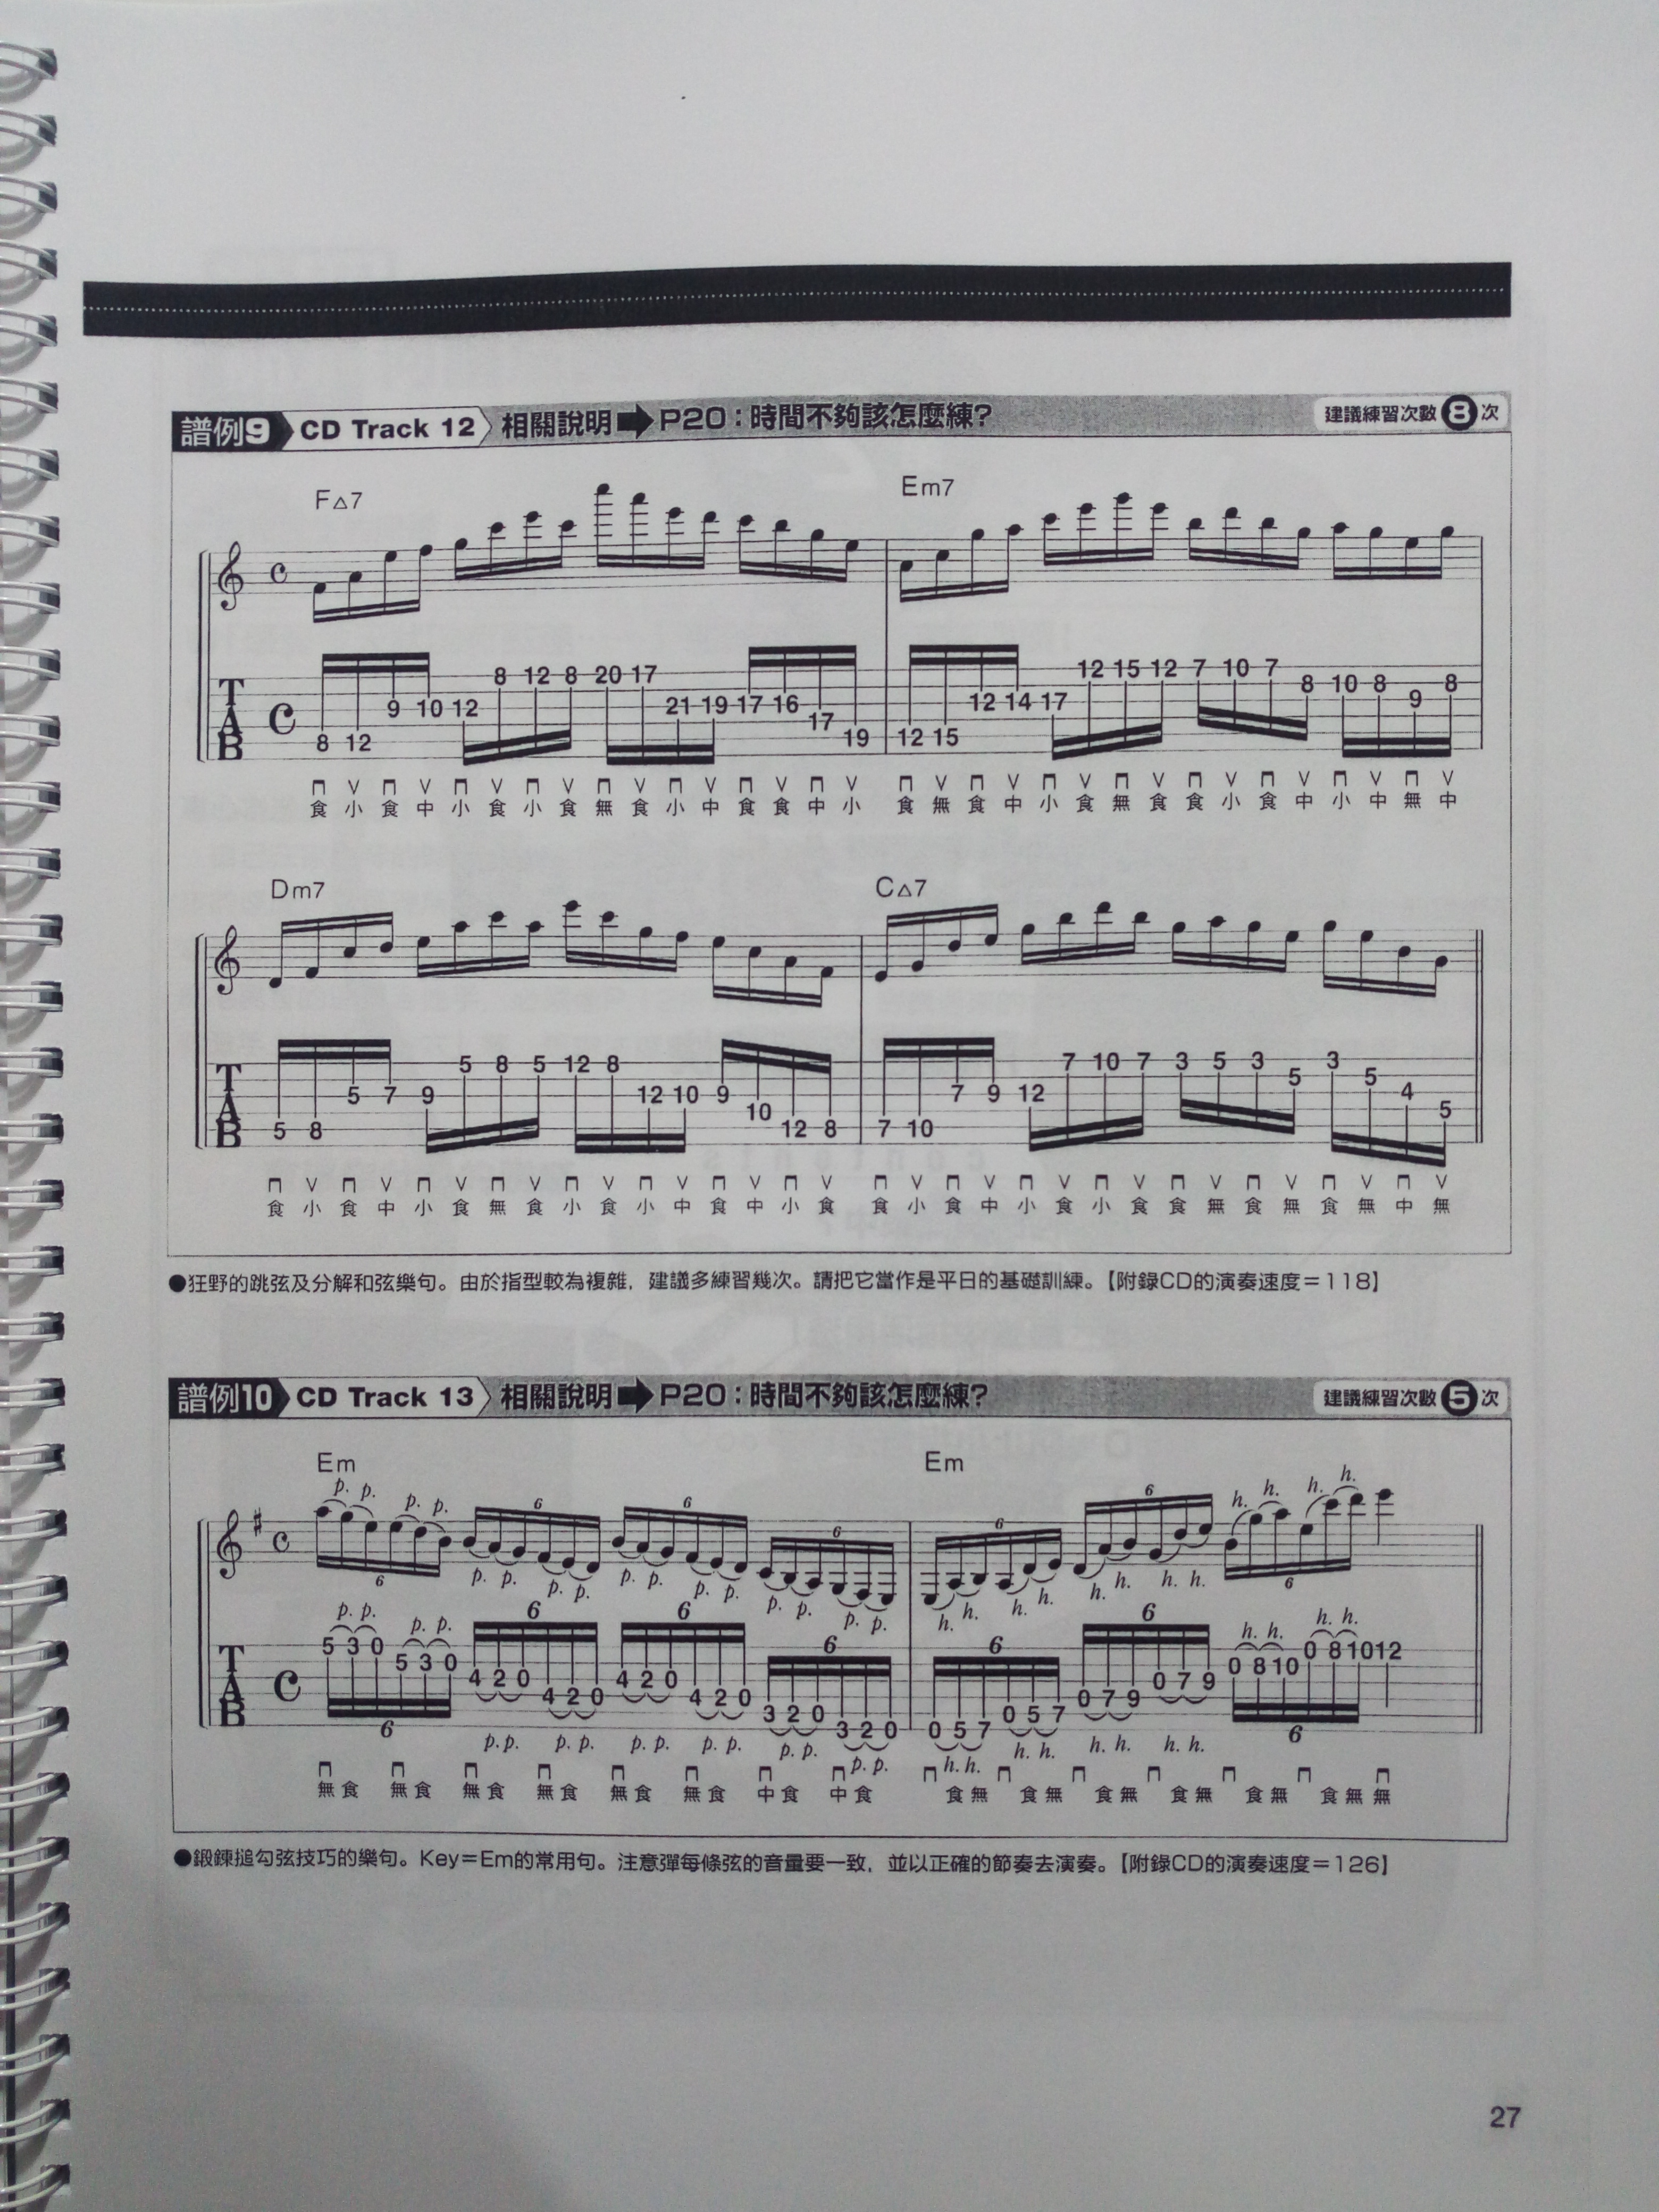 譜例9 CD Track 12 相關說明➡P20：時間不夠該怎麼練? 建議練習次數 8 次
F△7 Em7
8 12 9 10 12 8 12 8 20 17 21 19 17 16 17 19 12 15 12 14 17 12 15 12 7 10 7 8 10 8 9 8
食 小 食 中 小 食 小 食 無 食 小 中 食 食 中 小 食 無 食 中 小 食 無 食 食 小 食 中 小 中 無 中
Dm7 C△7
5 8 5 7 9 5 8 5 12 8 12 10 9 10 12 8 7 10 7 9 12 7 10 7 3 5 3 5 3 5 4 5
食 小 食 中 小 食 無 食 小 食 小 中 食 中 小 食 食 小 食 中 小 食 小 食 食 無 食 無 食 無 中 無
●狂野的跳弦及分解和弦樂句。由於指型較為複雜，建議多練習幾次。請把它當作是平日的基礎訓練。【附錄CD的演奏速度＝118】
譜例10 CD Track 13 相關說明➡P20：時間不夠該怎麼練? 建議練習次數 5 次
Em Em
p. p. p. p. 6 6 6 6 p. p. p. p. p. p. p. p. p. p. p. p. 6 6 6 6 h. h. h. h. h. h. h. h. h. h. h. h.
TAB
p. p. p. p. 6 6 6 6 6 h. h. h. h.
5 3 0 5 3 0 4 2 0 4 2 0 4 2 0 4 2 0 3 2 0 3 2 0 0 5 7 0 5 7 0 7 9 0 7 9 0 8 10 0 8 10 12
6 p. p. p. p. p. p. p. p. p. p. p. p. h. h. h. h. h. h. h. h. 6
無 食 無 食 無 食 無 食 無 食 無 食 中 食 中 食 食 無 食 無 食 無 食 無 食 無 食 無 無
●鍛鍊搥勾弦技巧的樂句。Key＝Em的常用句。注意彈每條弦的音量要一致，並以正確的節奏去演奏。【附錄CD的演奏速度＝126】
27